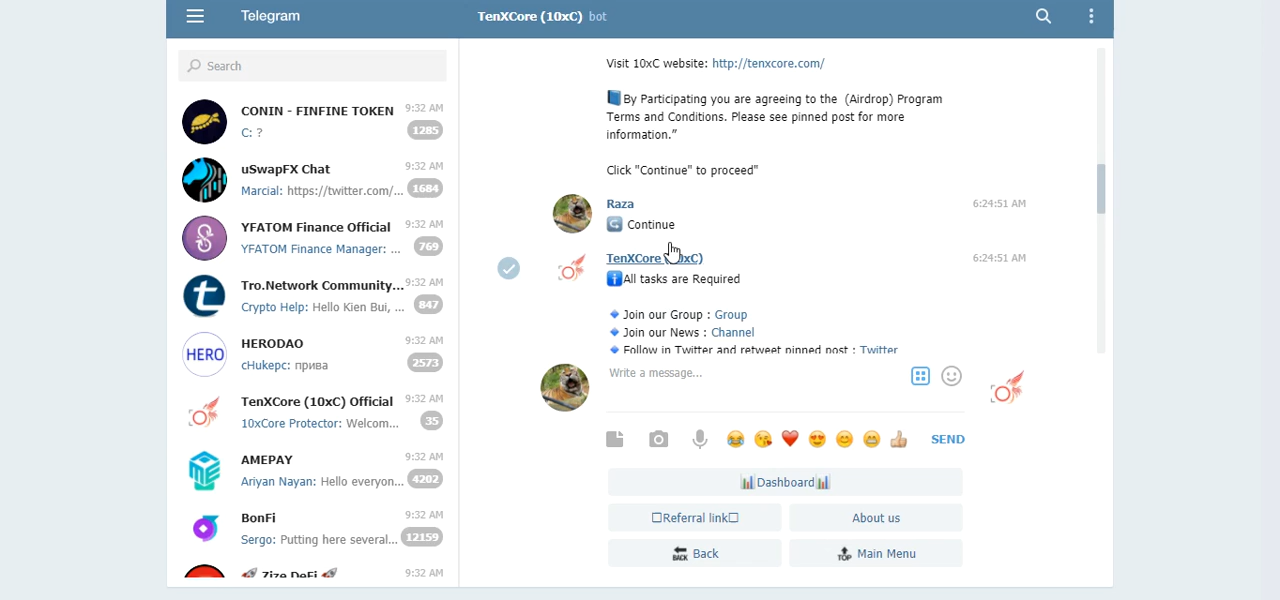 Telegram
TenXCore (10xC) bot
Search
CONIN - FINFINE TOKEN 9:32 AM
C: ? 1285
uSwapFX Chat 9:32 AM
Marcial: https://twitter.com/... 1684
YFATOM Finance Official 9:32 AM
YFATOM Finance Manager: ... 769
Tro.Network Community... 9:32 AM
Crypto Help: Hello Kien Bui, ... 847
HERO
HERODAO 9:32 AM
cHukepc: прива 2573
TenXCore (10xC) Official 9:32 AM
10xCore Protector: Welcom... 35
AMEPAY 9:32 AM
Ariyan Nayan: Hello everyon... 4202
BonFi 9:32 AM
Sergo: Putting here several... 12159
🚀 Zize DeFi 🚀 9:32 AM
Visit 10xC website: http://tenxcore.com/
📘By Participating you are agreeing to the (Airdrop) Program
Terms and Conditions. Please see pinned post for more
information.”
Click "Continue" to proceed"
Raza 6:24:51 AM
Continue
TenXCore (10xC) 6:24:51 AM
All tasks are Required
🔹 Join our Group : Group
🔹 Join our News : Channel
🔹 Follow in Twitter and retweet pinned post : Twitter
Write a message...
SEND
📊Dashboard📊
☐Referral link☐
About us
BACK Back
TOP Main Menu